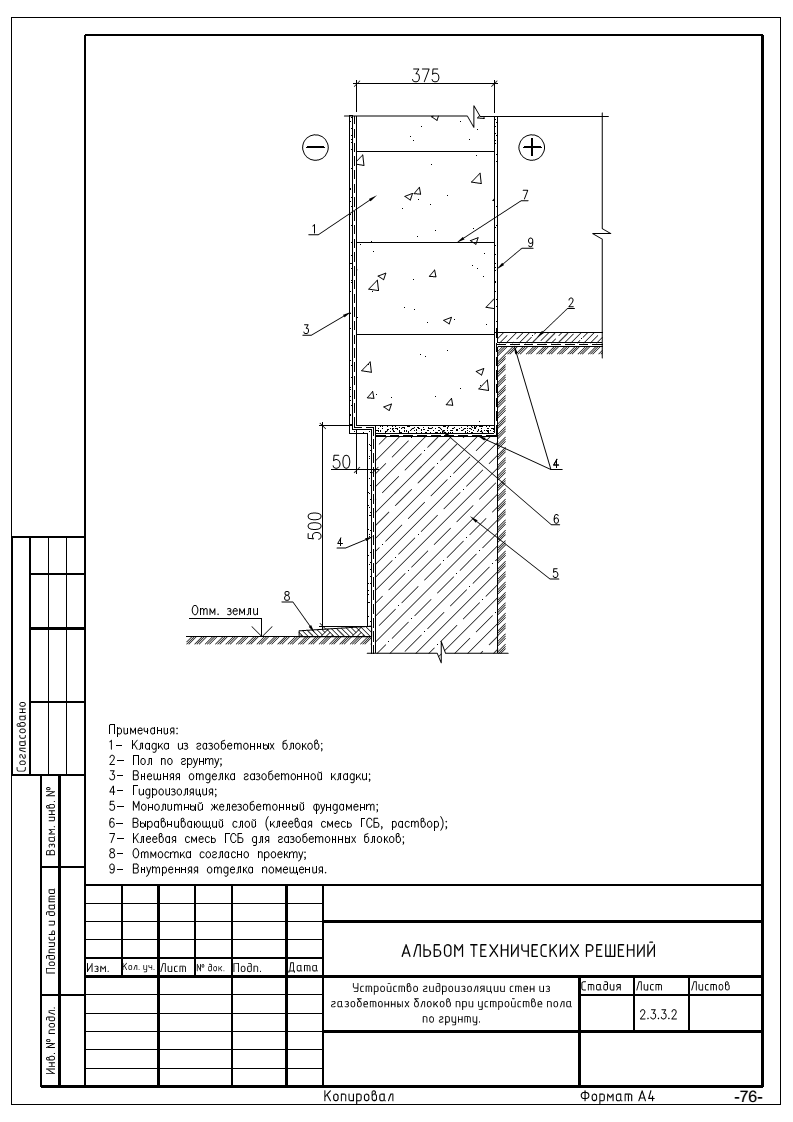 375
1
7
9
3
2
50
4
500
6
4
5
8
Отм. земли
Примечания:
1– Кладка из газобетонных блоков;
2– Пол по грунту;
3– Внешняя отделка газобетонной кладки;
4– Гидроизоляция;
5– Монолитный железобетонный фундамент;
6– Выравнивающий слой (клеевая смесь ГСБ, раствор);
7– Клеевая смесь ГСБ для газобетонных блоков;
8– Отмостка согласно проекту;
9– Внутренняя отделка помещения.
Согласовано
Взам. инв. №
Подпись и дата
Инв. № подл.
Изм. Кол. уч. Лист № док. Подп. Дата
АЛЬБОМ ТЕХНИЧЕСКИХ РЕШЕНИЙ
Устройство гидроизоляции стен из
газобетонных блоков при устройстве пола
по грунту.
Стадия Лист Листов
2.3.3.2
Копировал Формат А4 -76-